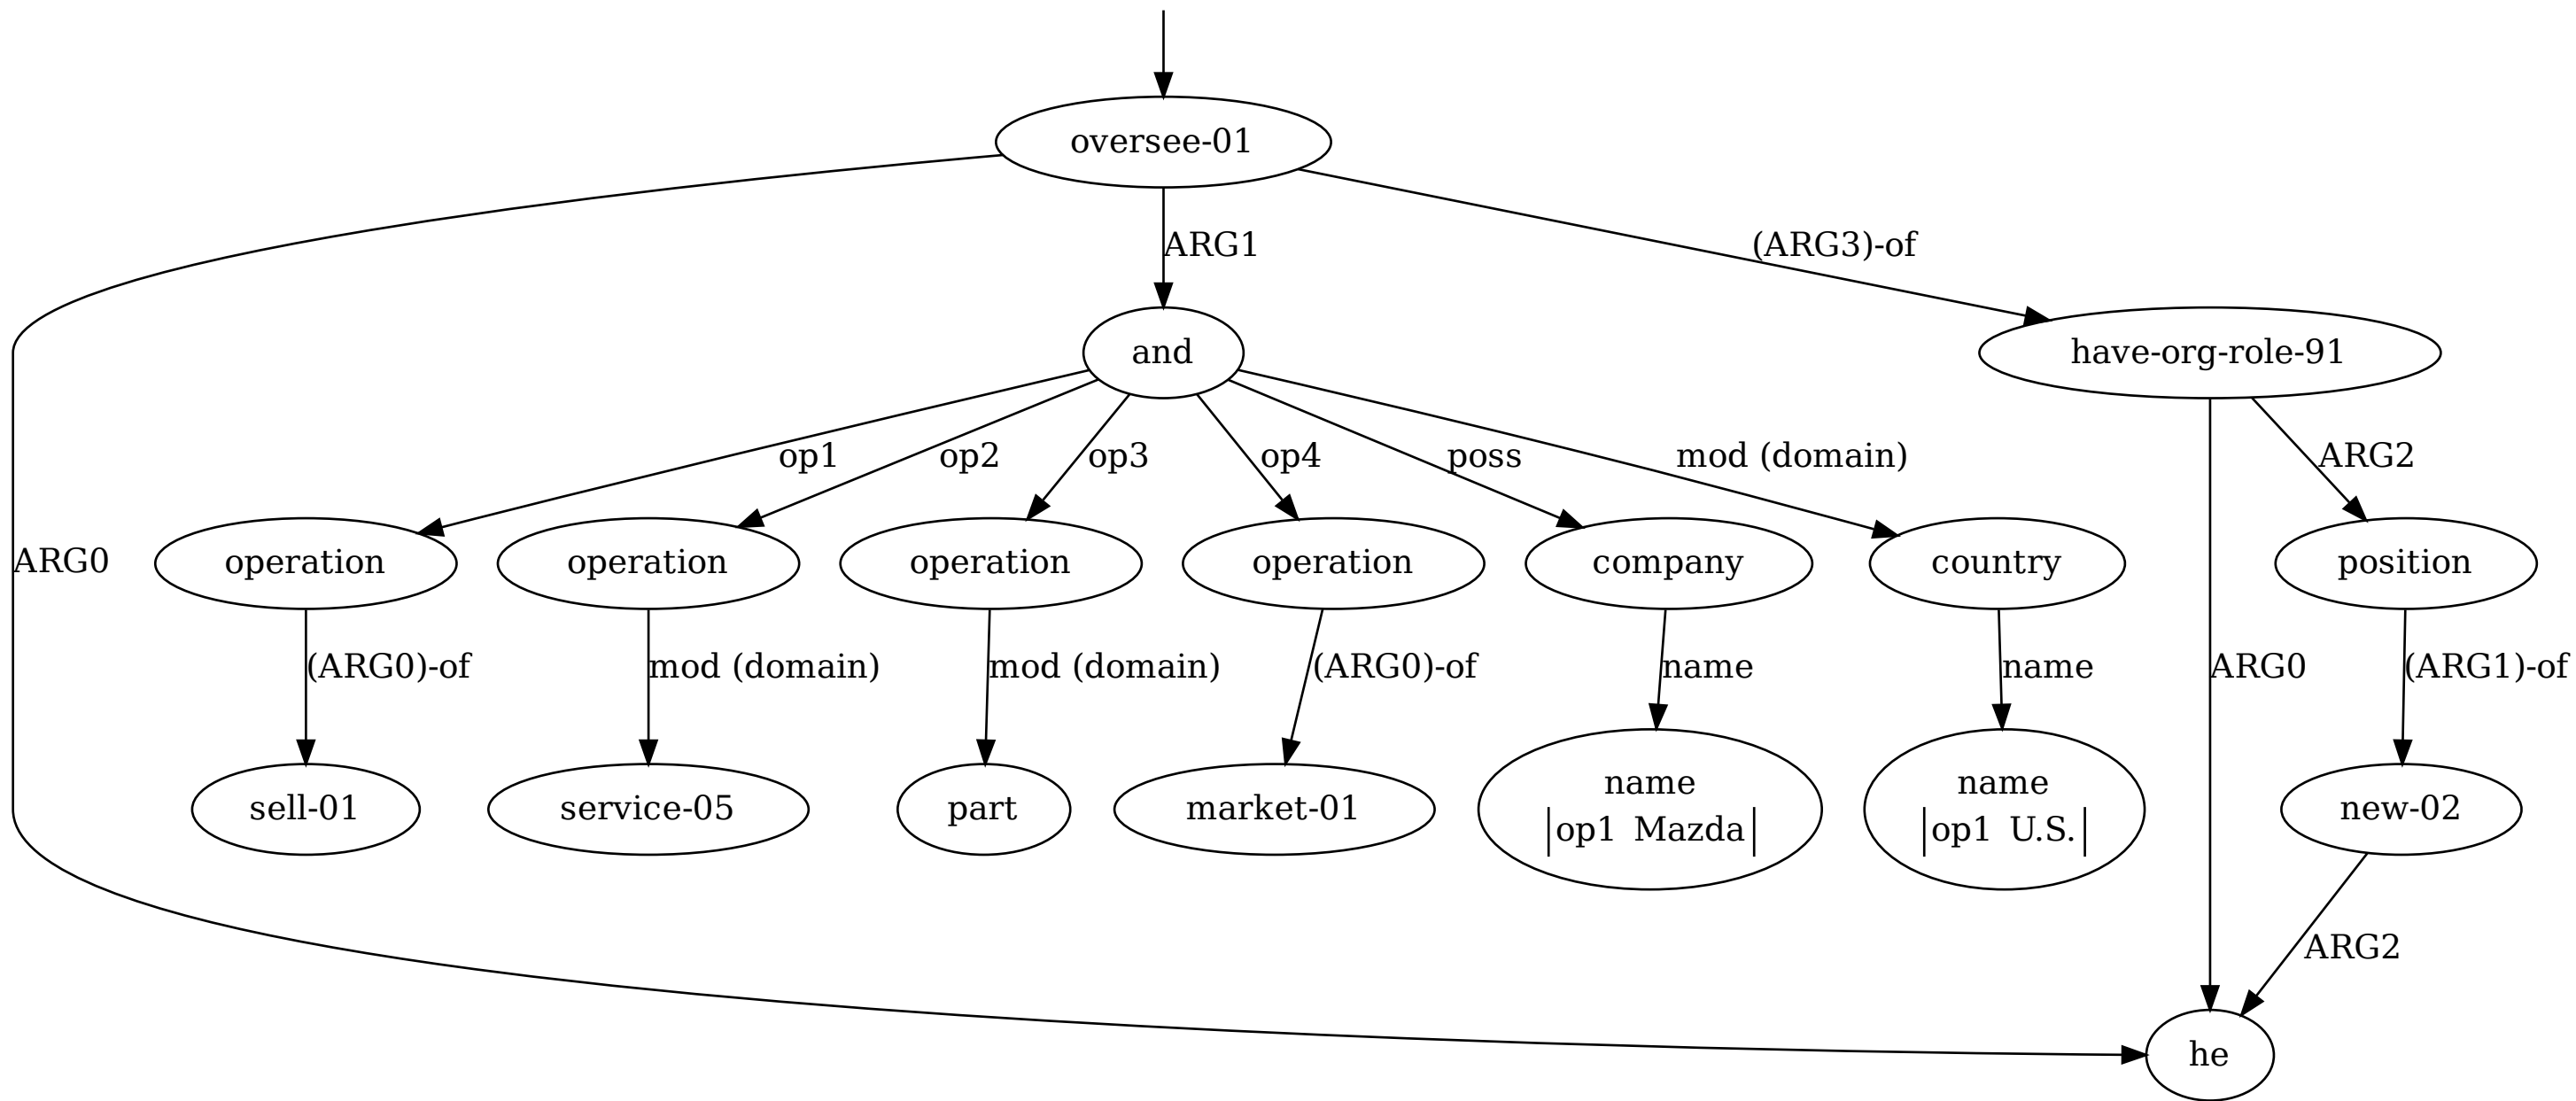 oversee-01
ARG1
(ARG3)-of
and
have-org-role-91
op1
op2
op3
op4
poss
mod (domain)
ARG2
ARG0
operation
operation
operation
operation
company
country
position
(ARG0)-of
mod (domain)
mod (domain)
(ARG0)-of
name
name
ARG0
(ARG1)-of
sell-01
service-05
part
market-01
name
op1 Mazda
name
op1 U.S.
new-02
ARG2
he